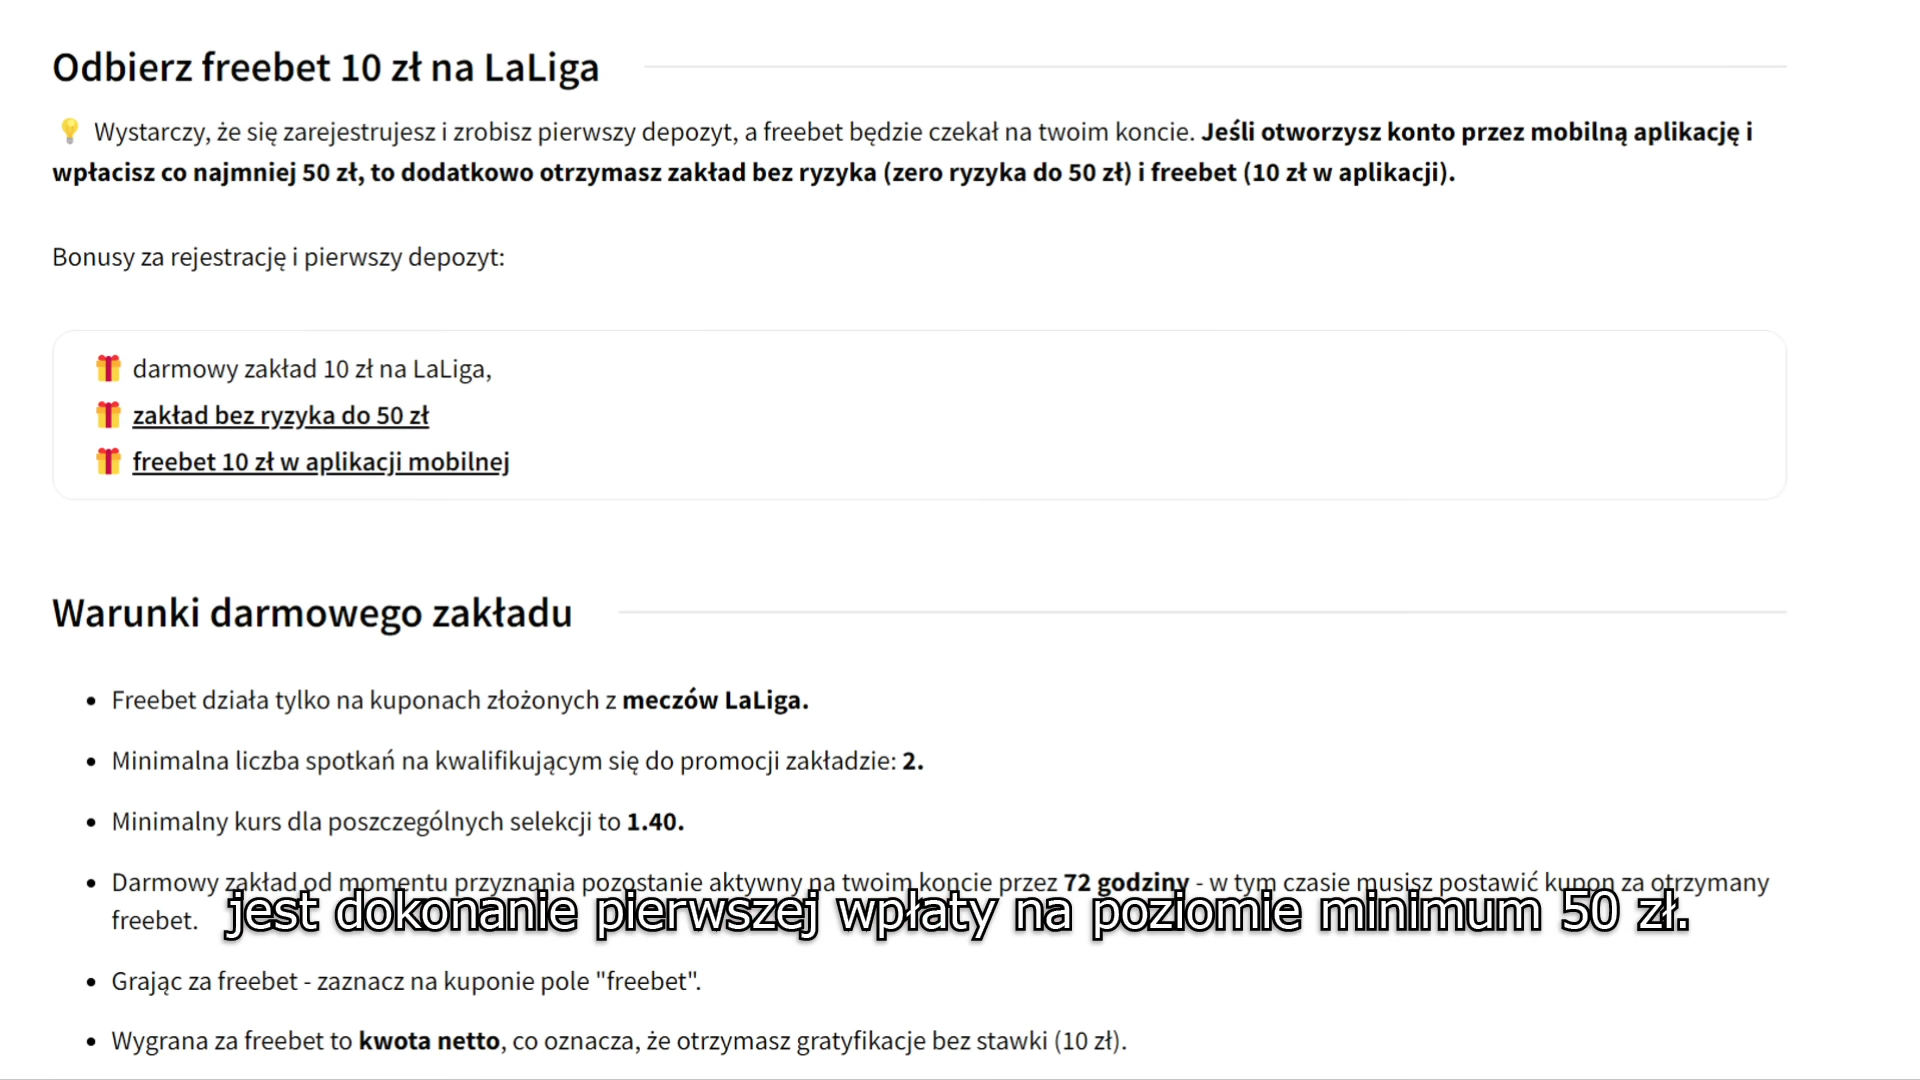 Odbierz freebet 10 zł na LaLiga
Wystarczy, że się zarejestrujesz i zrobisz pierwszy depozyt, a freebet będzie czekał na twoim koncie. Jeśli otworzysz konto przez mobilną aplikację i
wpłacisz co najmniej 50 zł, to dodatkowo otrzymasz zakład bez ryzyka (zero ryzyka do 50 zł) i freebet (10 zł w aplikacji).
Bonusy za rejestrację i pierwszy depozyt:
darmowy zakład 10 zł na LaLiga,
zakład bez ryzyka do 50 zł
freebet 10 zł w aplikacji mobilnej
Warunki darmowego zakładu
• Freebet działa tylko na kuponach złożonych z meczów LaLiga.
• Minimalna liczba spotkań na kwalifikującym się do promocji zakładzie: 2.
• Minimalny kurs dla poszczególnych selekcji to 1.40.
• Darmowy zakład od momentu przyznania pozostanie aktywny na twoim koncie przez 72 godziny - w tym czasie musisz postawić kupon za otrzymany
freebet.
jest dokonanie pierwszej wpłaty na poziomie minimum 50 zł.
• Grając za freebet - zaznacz na kuponie pole "freebet".
• Wygrana za freebet to kwota netto, co oznacza, że otrzymasz gratyfikacje bez stawki (10 zł).